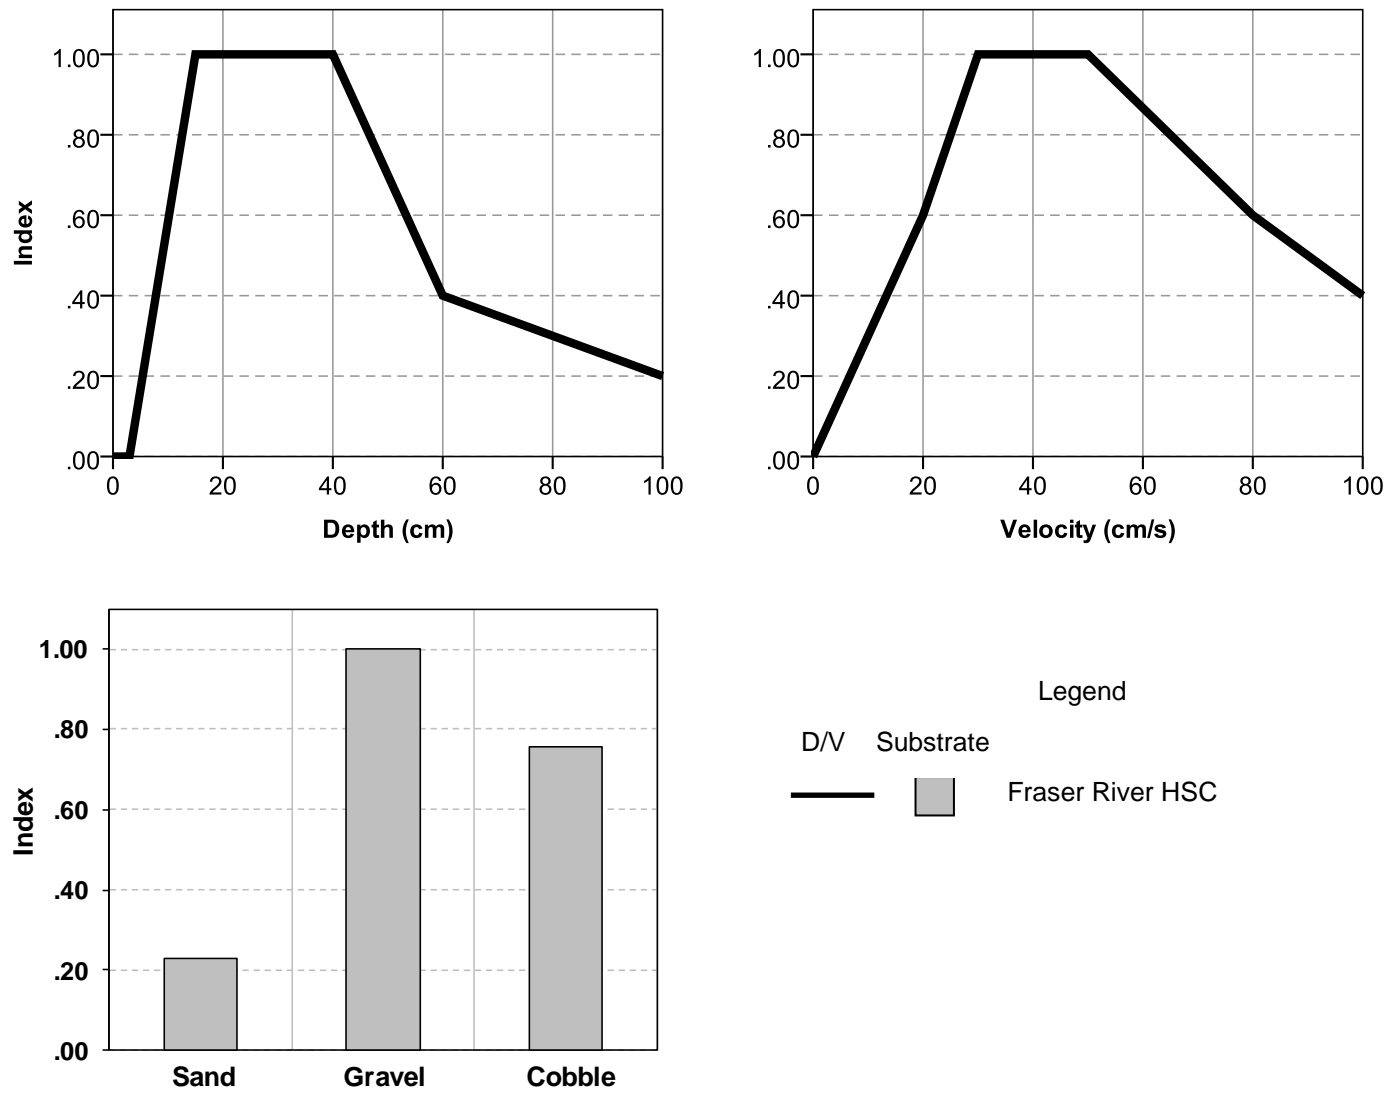 Index
1.00
.80
.60
.40
.20
.00
0 20 40 60 80 100
Depth (cm)
1.00
.80
.60
.40
.20
.00
0 20 40 60 80 100
Velocity (cm/s)
Index
1.00
.80
.60
.40
.20
.00
Sand Gravel Cobble
Legend
D/V Substrate
Fraser River HSC